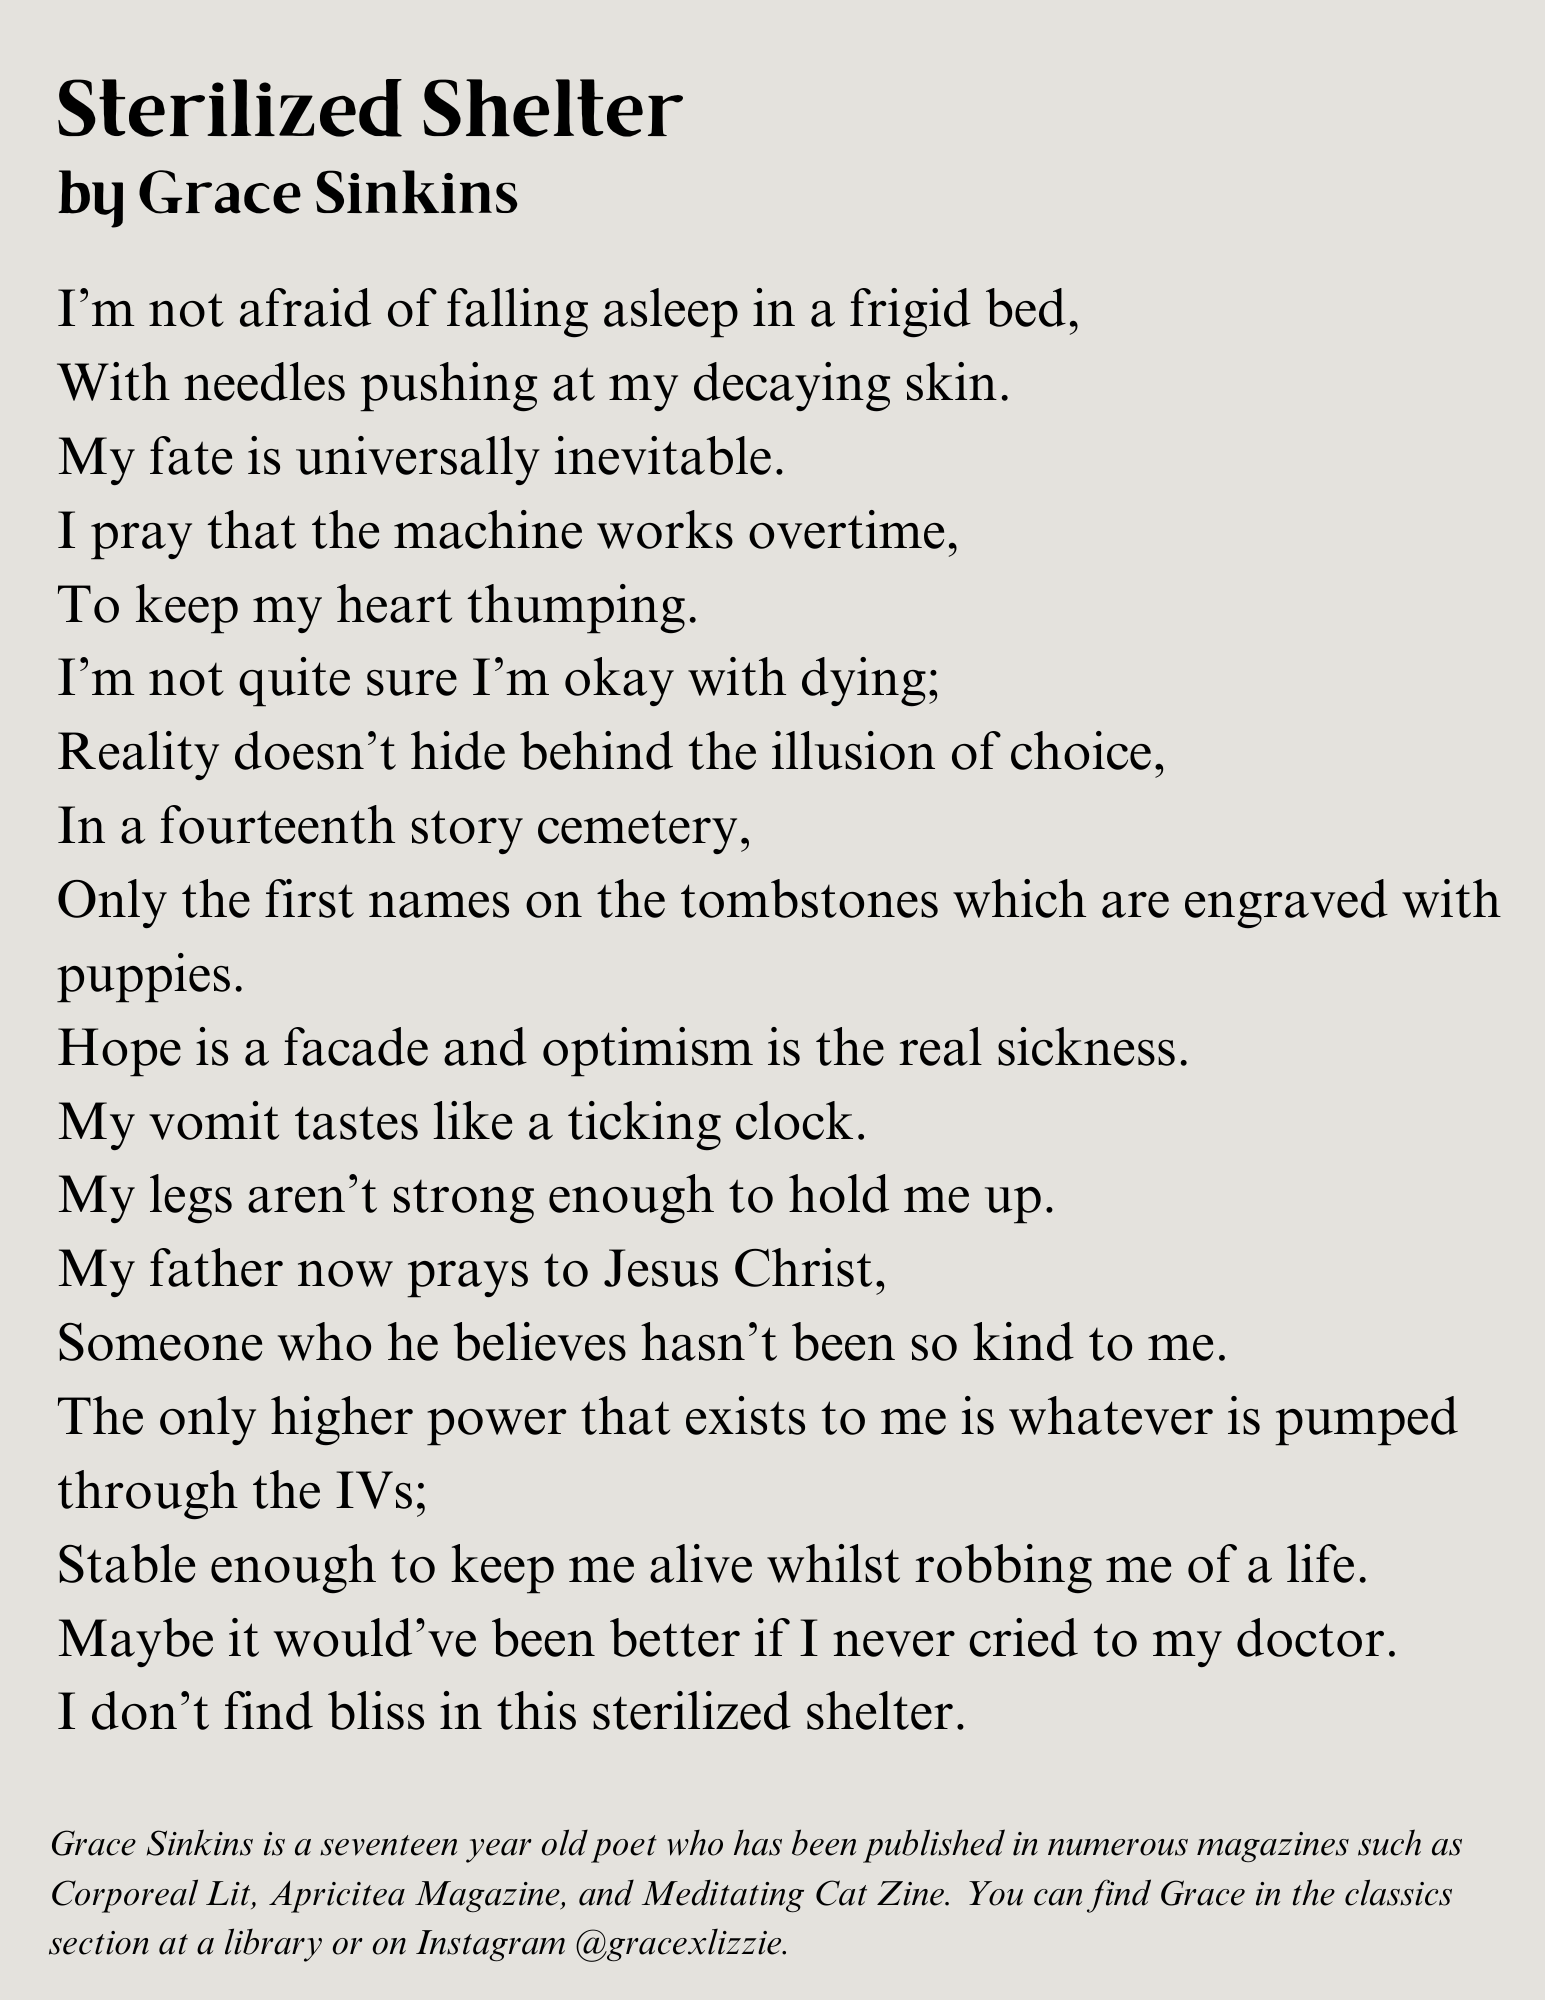 Sterilized Shelter
by Grace Sinkins
I’m not afraid of falling asleep in a frigid bed,
With needles pushing at my decaying skin.
My fate is universally inevitable.
I pray that the machine works overtime,
To keep my heart thumping.
I’m not quite sure I’m okay with dying;
Reality doesn’t hide behind the illusion of choice,
In a fourteenth story cemetery,
Only the first names on the tombstones which are engraved with
puppies.
Hope is a facade and optimism is the real sickness.
My vomit tastes like a ticking clock.
My legs aren’t strong enough to hold me up.
My father now prays to Jesus Christ,
Someone who he believes hasn’t been so kind to me.
The only higher power that exists to me is whatever is pumped
through the IVs;
Stable enough to keep me alive whilst robbing me of a life.
Maybe it would’ve been better if I never cried to my doctor.
I don’t find bliss in this sterilized shelter.
Grace Sinkins is a seventeen year old poet who has been published in numerous magazines such as
Corporeal Lit, Apricitea Magazine, and Meditating Cat Zine. You can find Grace in the classics
section at a library or on Instagram @gracexlizzie.